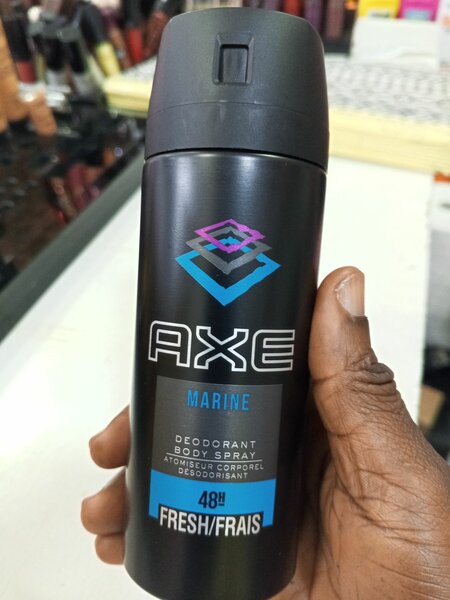 AXE
MARINE
DEODORANT
BODY SPRAY
ATOMISEUR CORPOREL
DÉSODORISANT
48H
FRESH/FRAIS